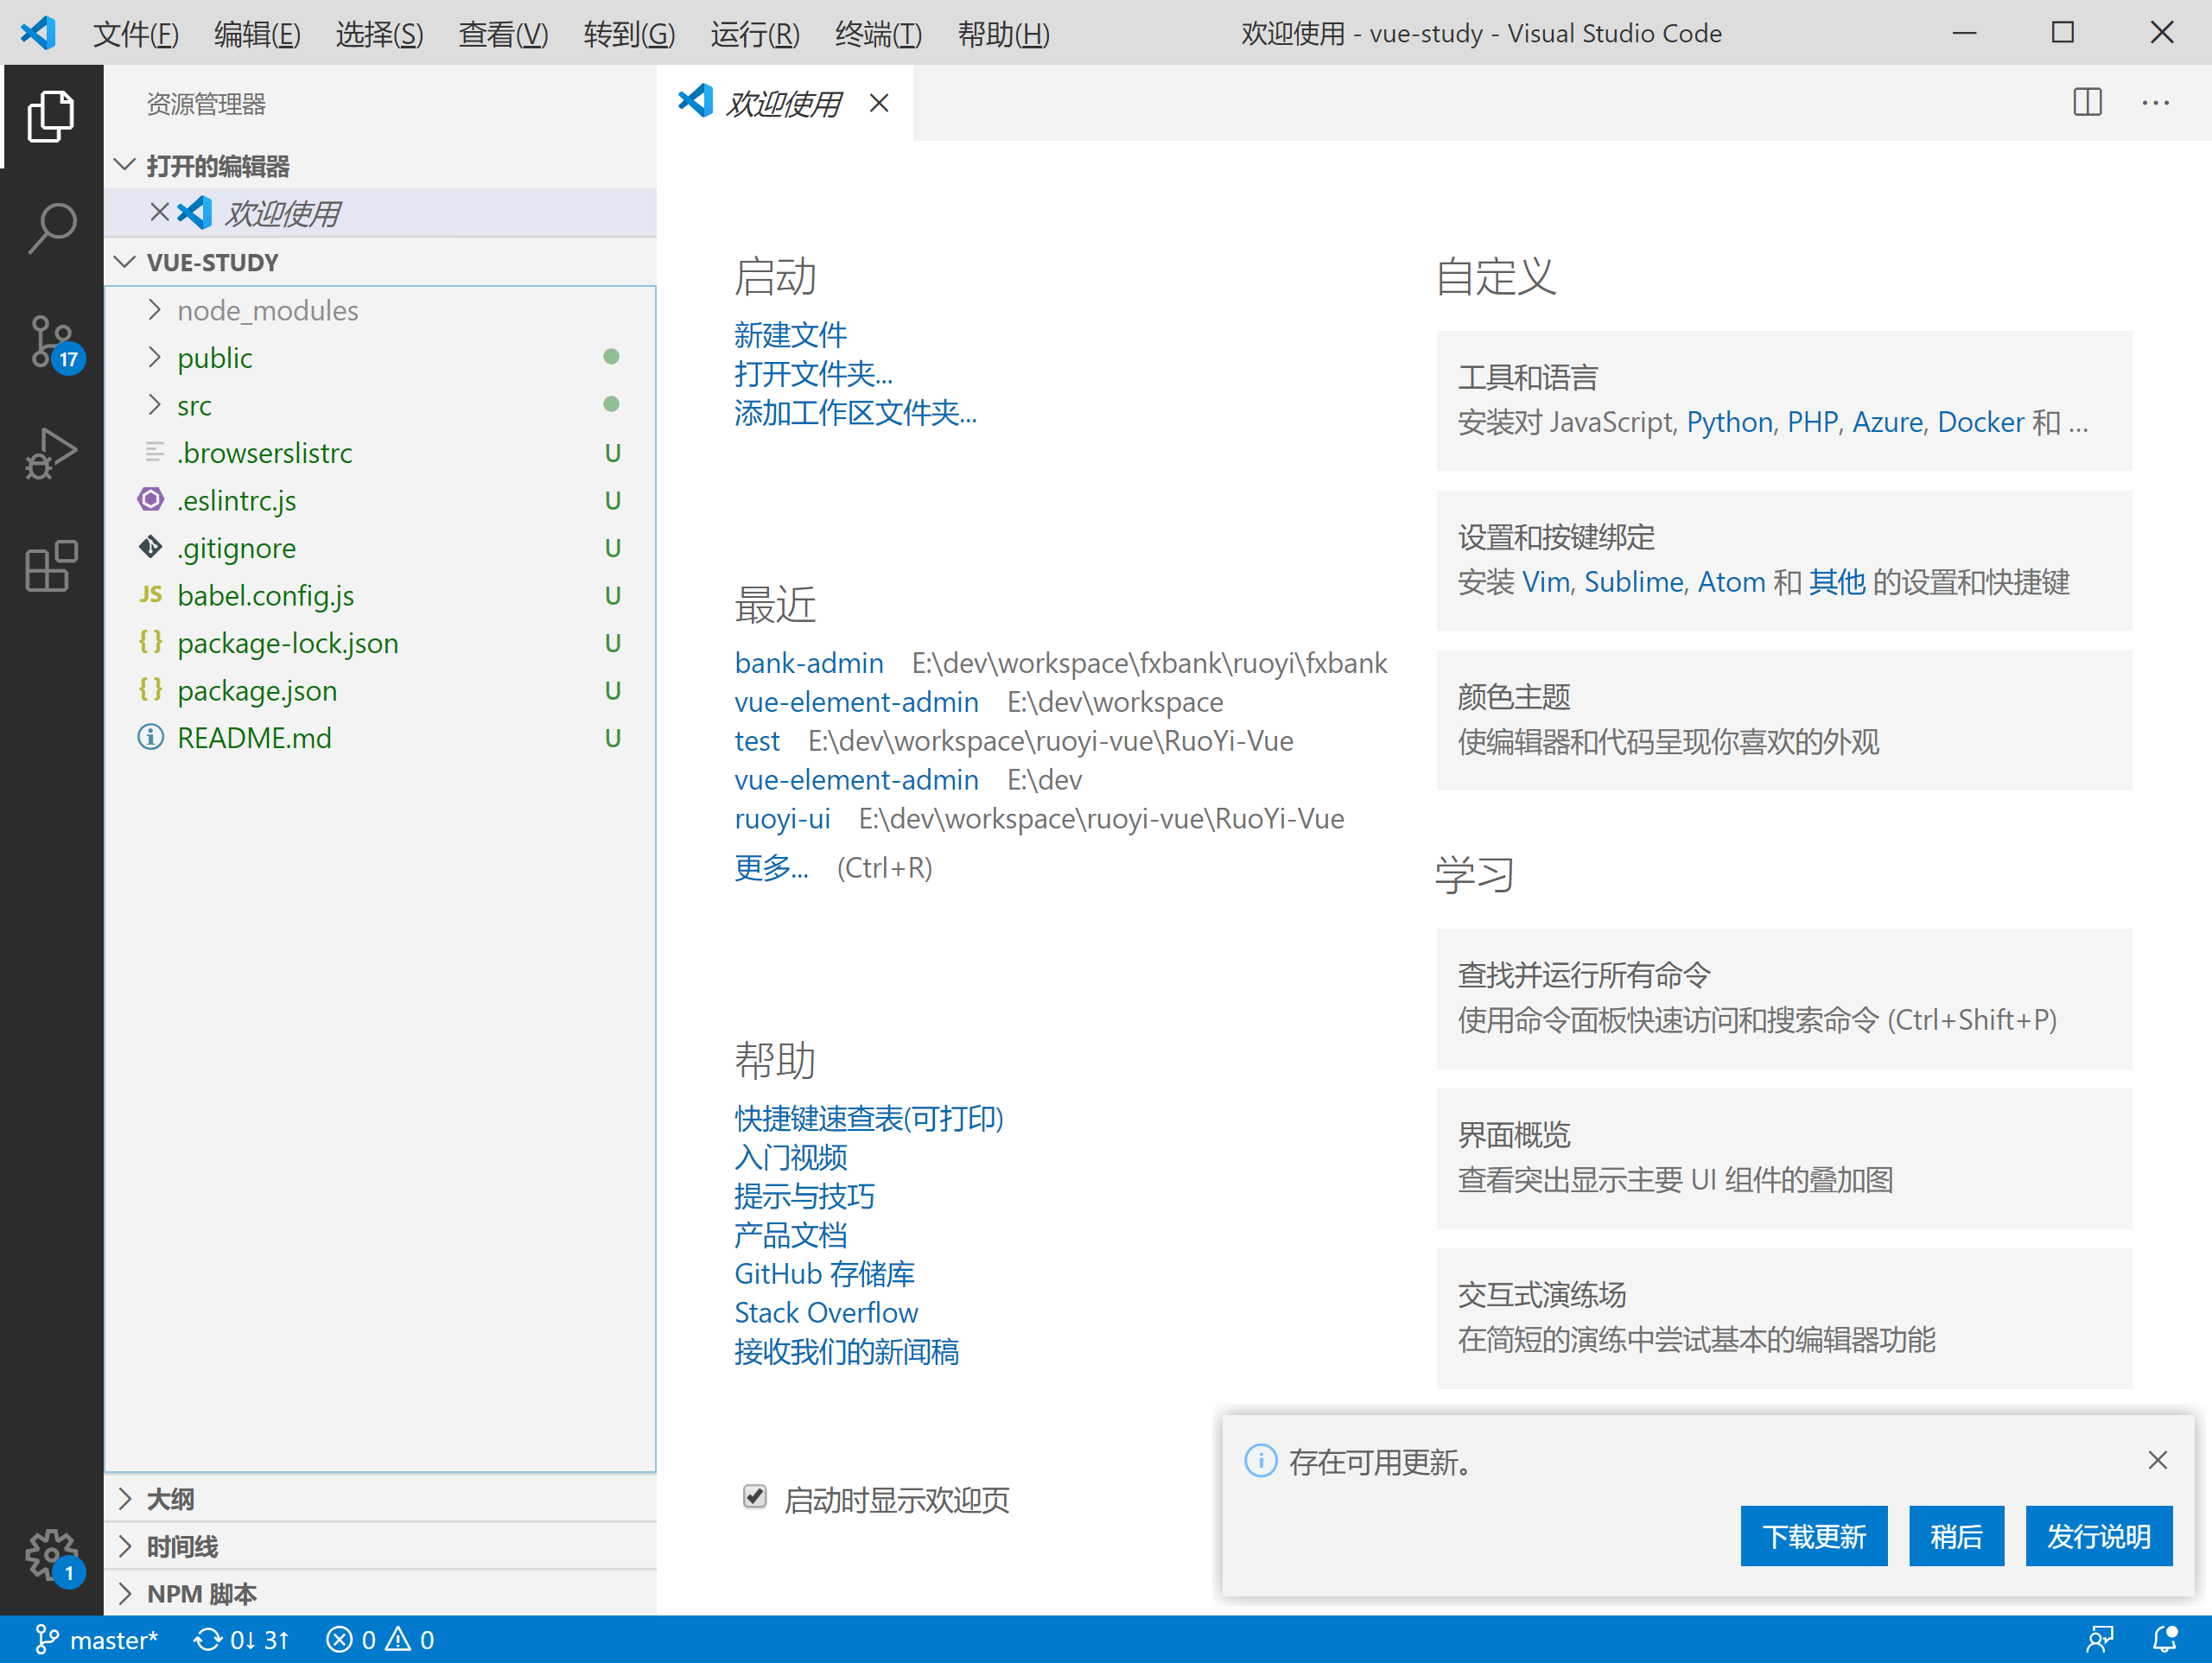 文件(F) 编辑(E) 选择(S) 查看(V) 转到(G) 运行(R) 终端(T) 帮助(H) 欢迎使用 - vue-study - Visual Studio Code
资源管理器
打开的编辑器
欢迎使用
VUE-STUDY
node_modules
public
src
.browserslistrc U
.eslintrc.js U
.gitignore U
JS babel.config.js U
{} package-lock.json U
{} package.json U
README.md U
大纲
时间线
NPM 脚本
17
1
欢迎使用
启动
新建文件
打开文件夹...
添加工作区文件夹...
最近
bank-admin E:\dev\workspace\fxbank\ruoyi\fxbank
vue-element-admin E:\dev\workspace
test E:\dev\workspace\ruoyi-vue\RuoYi-Vue
vue-element-admin E:\dev
ruoyi-ui E:\dev\workspace\ruoyi-vue\RuoYi-Vue
更多... (Ctrl+R)
帮助
快捷键速查表(可打印)
入门视频
提示与技巧
产品文档
GitHub 存储库
Stack Overflow
接收我们的新闻稿
启动时显示欢迎页
自定义
工具和语言
安装对 JavaScript, Python, PHP, Azure, Docker 和 ...
设置和按键绑定
安装 Vim, Sublime, Atom 和 其他 的设置和快捷键
颜色主题
使编辑器和代码呈现你喜欢的外观
学习
查找并运行所有命令
使用命令面板快速访问和搜索命令 (Ctrl+Shift+P)
界面概览
查看突出显示主要 UI 组件的叠加图
交互式演练场
在简短的演练中尝试基本的编辑器功能
存在可用更新。
下载更新 稍后 发行说明
master* 0↓ 3↑ 0 0